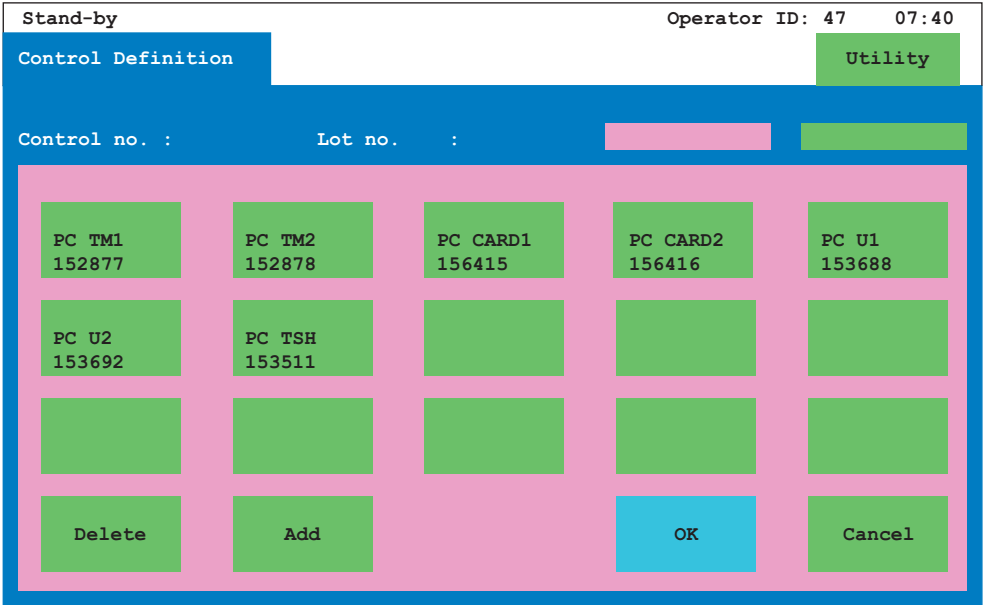 Stand-by Operator ID: 47 07:40
Control Definition Utility
Control no. : Lot no. :
PC TM1 PC TM2 PC CARD1 PC CARD2 PC U1
152877 152878 156415 156416 153688
PC U2 PC TSH
153692 153511
Delete Add OK Cancel